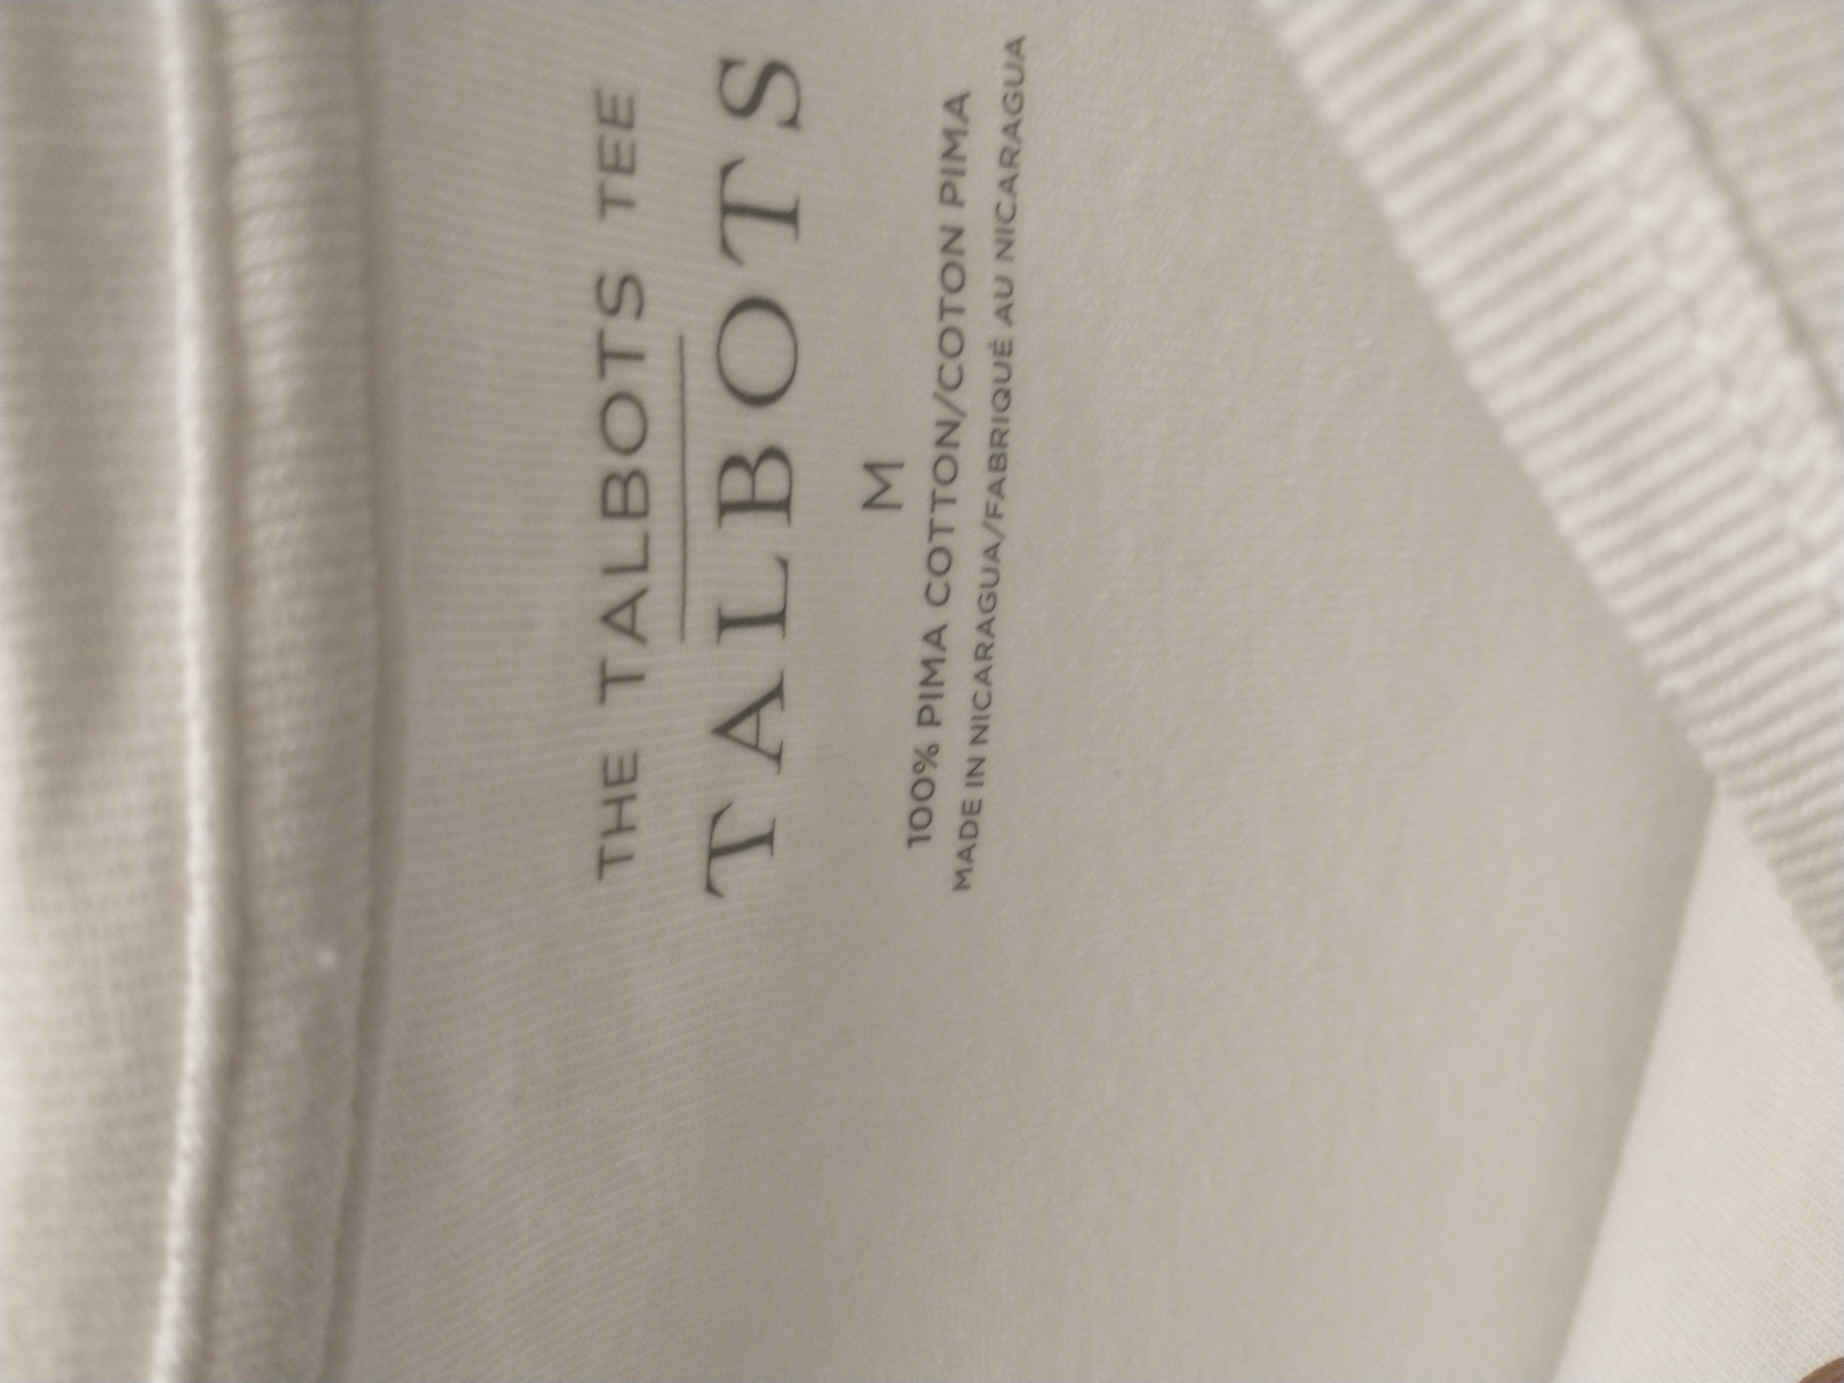 THE TALBOTS TEE
TALBOTS
M
100% PIMA COTTON/COTON PIMA
MADE IN NICARAGUA/FABRIQUÉ AU NICARAGUA